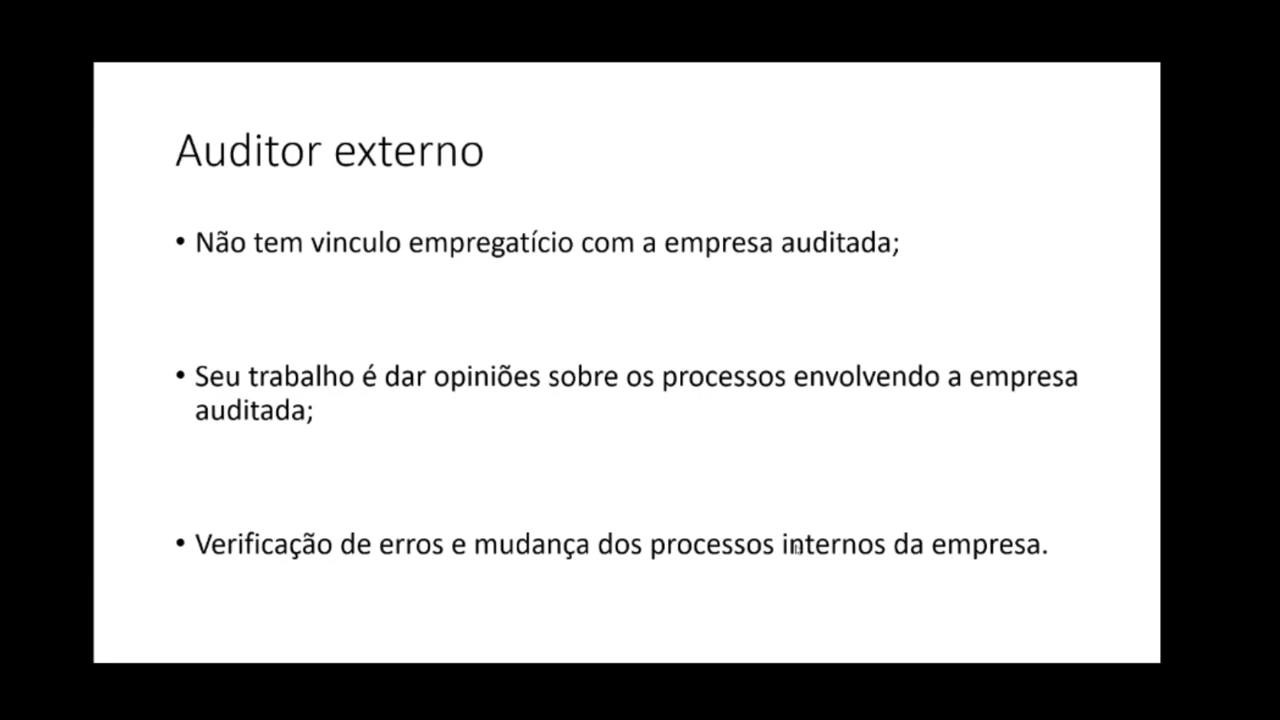 Auditor externo
• Não tem vinculo empregatício com a empresa auditada;
• Seu trabalho é dar opiniões sobre os processos envolvendo a empresa
auditada;
• Verificação de erros e mudança dos processos internos da empresa.